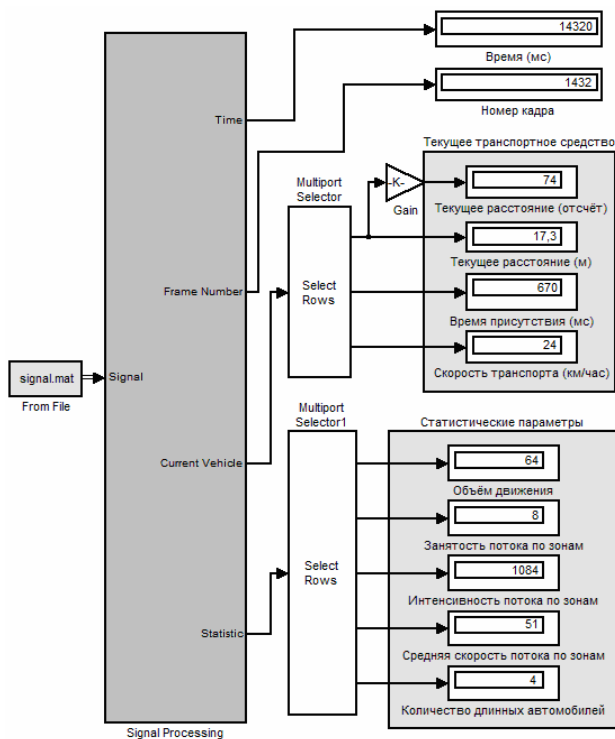 14320
Время (мс)
Time
1432
Номер кадра
Текущее транспортное средство
Multiport
Selector
-K-
Gain
74
Текущее расстояние (отсчёт)
17,3
Текущее расстояние (м)
Select
Rows
Frame Number
670
Время присутствия (мс)
24
Скорость транспорта (км/час)
signal.mat
From File
Signal
Multiport
Selector1
Статистические параметры
Current Vehicle
64
Объём движения
8
Занятость потока по зонам
Select
Rows
1084
Интенсивность потока по зонам
Statistic
51
Средняя скорость потока по зонам
4
Количество длинных автомобилей
Signal Processing